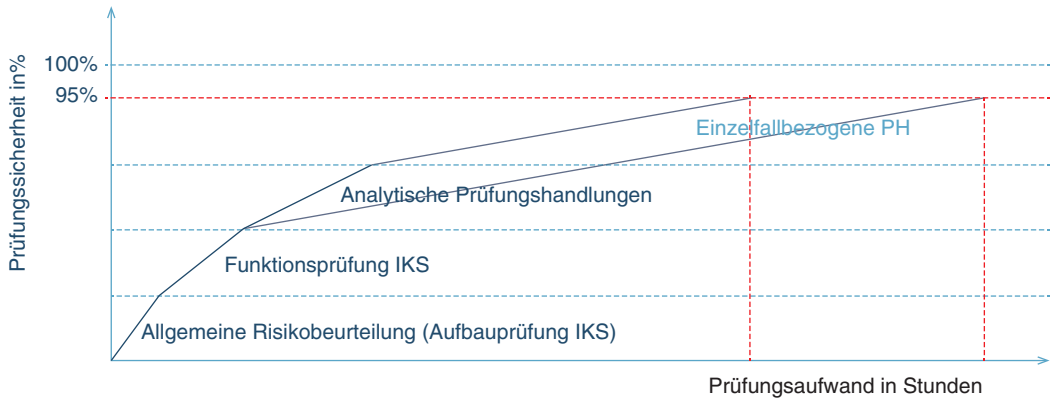 Prüfungssicherheit in%
100%
95%
Einzelfallbezogene PH
Analytische Prüfungshandlungen
Funktionsprüfung IKS
Allgemeine Risikobeurteilung (Aufbauprüfung IKS)
Prüfungsaufwand in Stunden